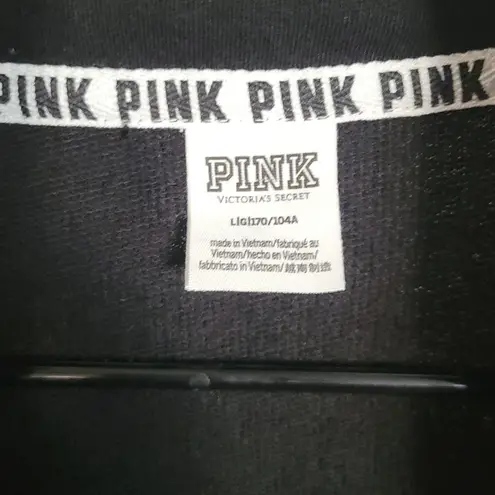 PINK PINK PINK PINK
PINK
VICTORIA'S SECRET
L|G|170/104A
made in Vietnam/fabriqué au
Vietnam/hecho en Vietnam/
fabbricato in Vietnam/越南制造